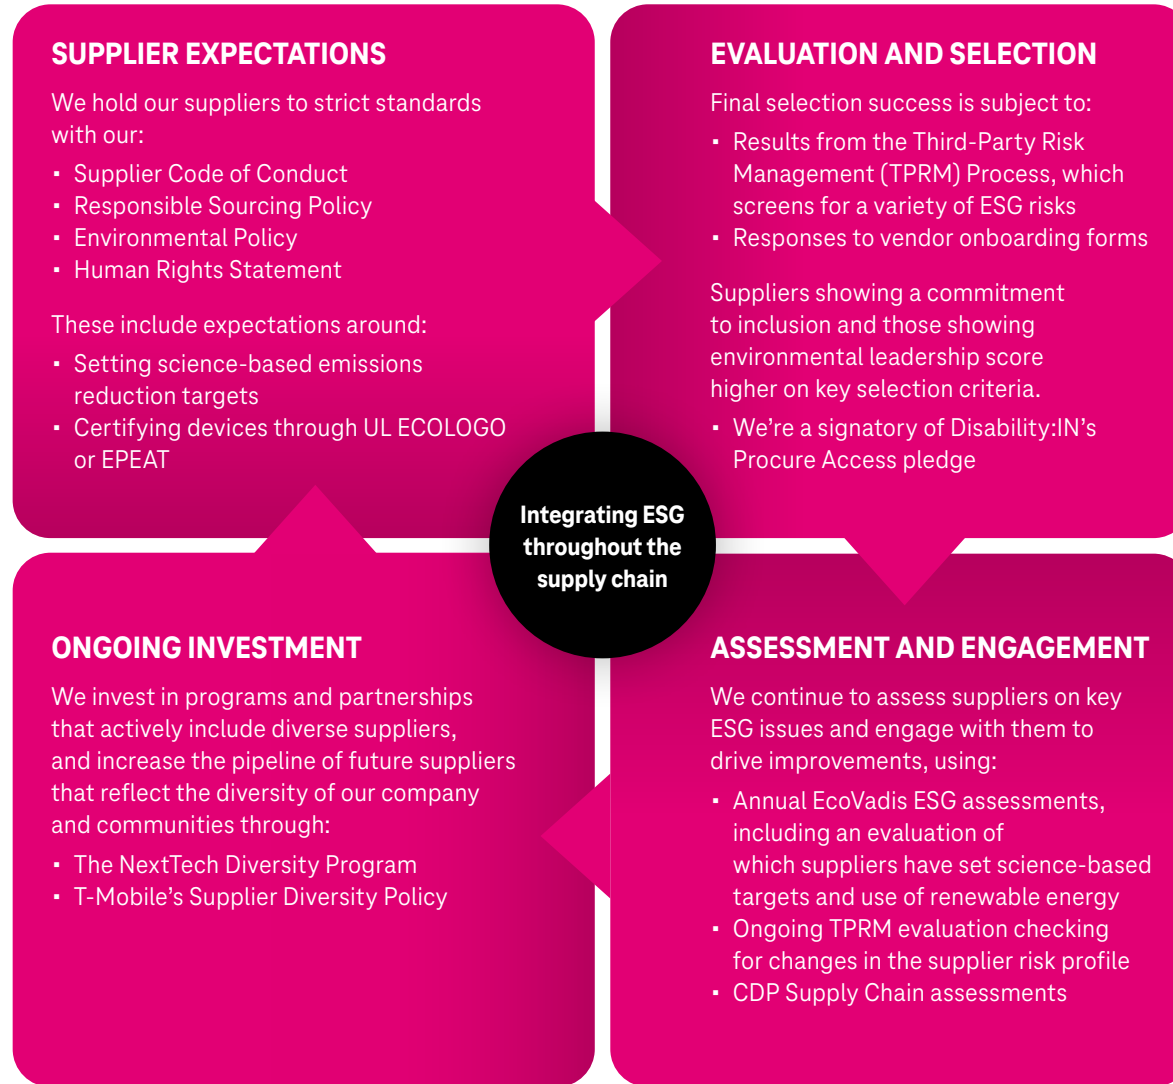 SUPPLIER EXPECTATIONS
We hold our suppliers to strict standards
with our:
▪ Supplier Code of Conduct
▪ Responsible Sourcing Policy
▪ Environmental Policy
▪ Human Rights Statement
These include expectations around:
▪ Setting science-based emissions
reduction targets
▪ Certifying devices through UL ECOLOGO
or EPEAT
EVALUATION AND SELECTION
Final selection success is subject to:
▪ Results from the Third-Party Risk
Management (TPRM) Process, which
screens for a variety of ESG risks
▪ Responses to vendor onboarding forms
Suppliers showing a commitment
to inclusion and those showing
environmental leadership score
higher on key selection criteria.
▪ We’re a signatory of Disability:IN’s
Procure Access pledge
Integrating ESG
throughout the
supply chain
ONGOING INVESTMENT
We invest in programs and partnerships
that actively include diverse suppliers,
and increase the pipeline of future suppliers
that reflect the diversity of our company
and communities through:
▪ The NextTech Diversity Program
▪ T-Mobile’s Supplier Diversity Policy
ASSESSMENT AND ENGAGEMENT
We continue to assess suppliers on key
ESG issues and engage with them to
drive improvements, using:
▪ Annual EcoVadis ESG assessments,
including an evaluation of
which suppliers have set science-based
targets and use of renewable energy
▪ Ongoing TPRM evaluation checking
for changes in the supplier risk profile
▪ CDP Supply Chain assessments